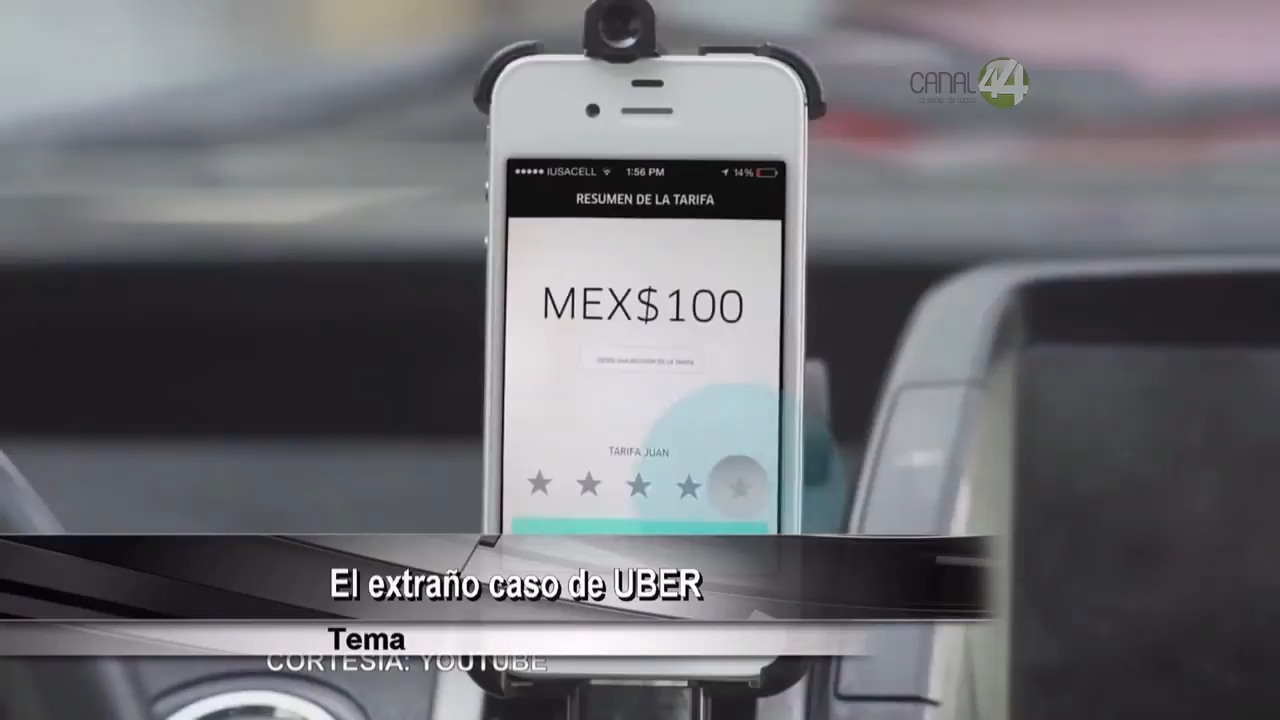 CANAL 44
IUSACELL 1:56 PM 14%
RESUMEN DE LA TARIFA
MEX$100
TARIFA JUAN
El extraño caso de UBER
Tema
CORTESIA: YOUTUBE